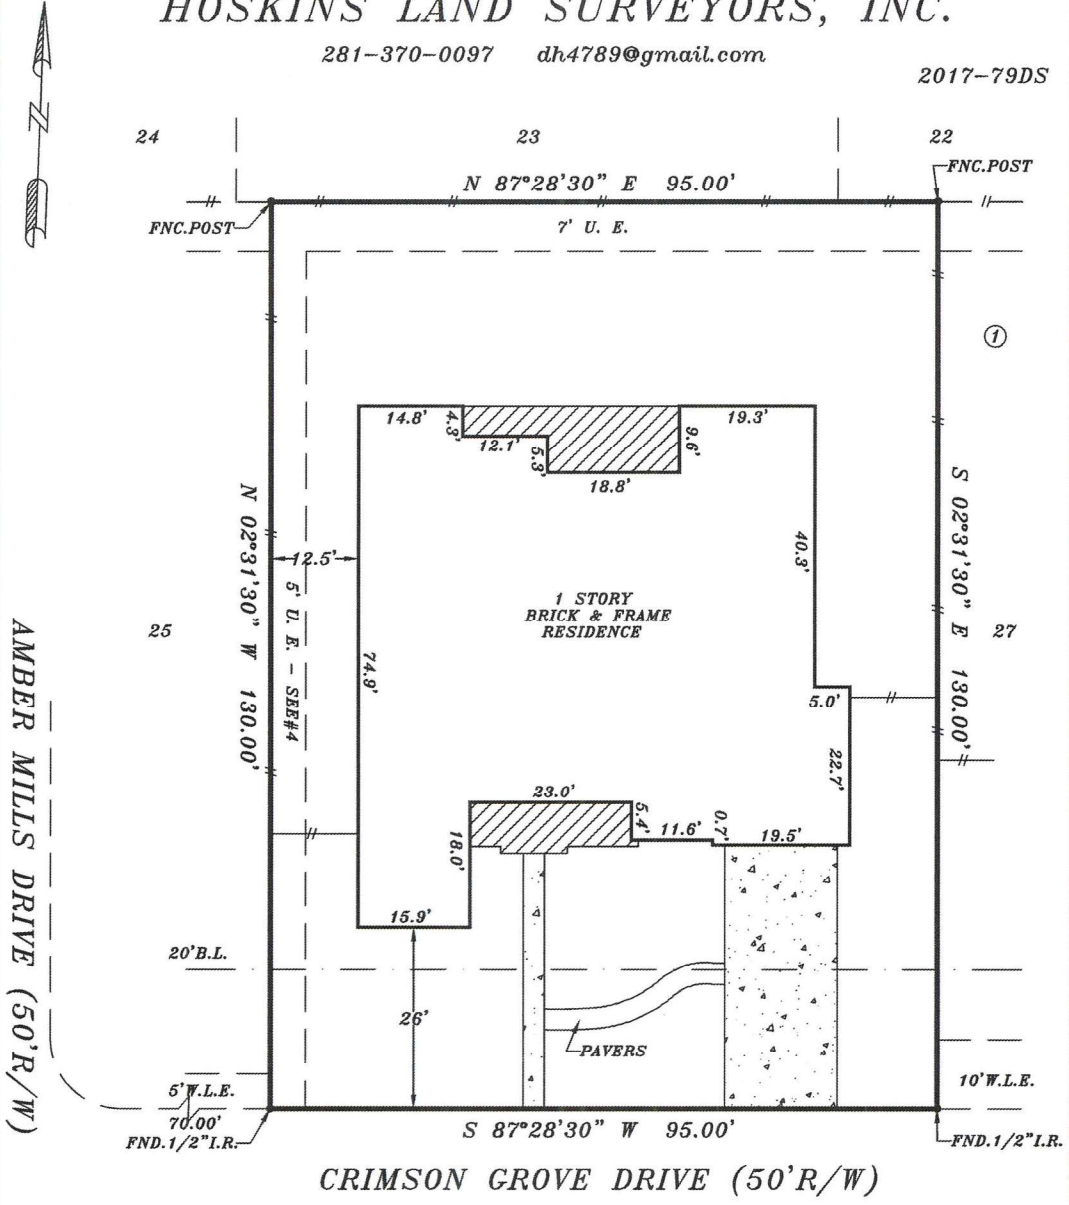 HOSKINS LAND SURVEYORS, INC.
281-370-0097 dh4789@gmail.com
2017-79DS
N
24
23
22
FNC.POST
N 87°28'30" E 95.00'
FNC.POST
7' U. E.
1
14.8'
4.3'
12.1'
5.3'
18.8'
9.6'
19.3'
N 02°31'30" W 130.00'
S 02°31'30" E 130.00'
12.5'
40.3'
5' U. E. - SEE#4
1 STORY
BRICK & FRAME
RESIDENCE
25
27
74.9'
5.0'
22.7'
AMBER MILLS DRIVE (50'R/W)
23.0'
18.0'
5.4'
11.6'
0.7'
19.5'
15.9'
20'B.L.
26'
PAVERS
5'W.L.E.
10'W.L.E.
70.00'
FND.1/2"I.R.
S 87°28'30" W 95.00'
FND.1/2"I.R.
CRIMSON GROVE DRIVE (50'R/W)